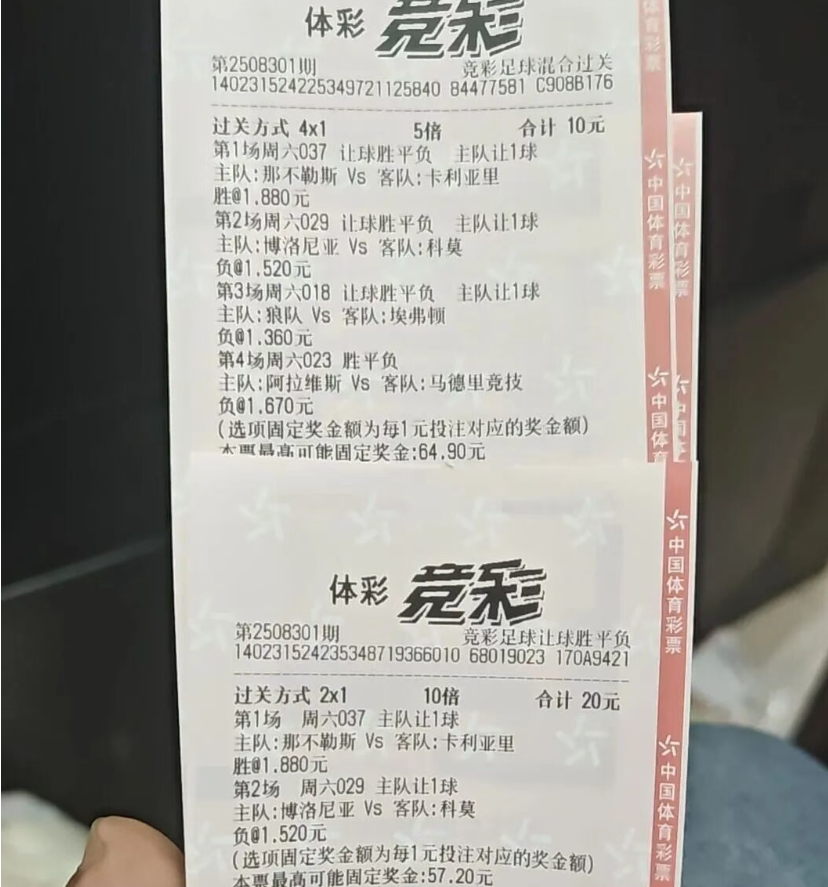 体彩 竞彩
第2508301期 竞彩足球混合过关
140231524225349721125840 84477581 C908B176
过关方式 4x1 5倍 合计 10元
第1场周六037 让球胜平负 主队让1球
主队:那不勒斯 Vs 客队:卡利亚里
胜@1.880元
第2场周六029 让球胜平负 主队让1球
主队:博洛尼亚 Vs 客队:科莫
负@1.520元
第3场周六018 让球胜平负 主队让1球
主队:狼队 Vs 客队:埃弗顿
负@1.360元
第4场周六023 胜平负
主队:阿拉维斯 Vs 客队:马德里竞技
负@1.670元
(选项固定奖金额为每1元投注对应的奖金额)
本票最高可能固定奖金:64.90元
体彩 竞彩
第2508301期 竞彩足球让球胜平负
140231524235348719366010 68019023 170A9421
过关方式 2x1 10倍 合计 20元
第1场 周六037 主队让1球
主队:那不勒斯 Vs 客队:卡利亚里
胜@1.880元
第2场 周六029 主队让1球
主队:博洛尼亚 Vs 客队:科莫
负@1.520元
(选项固定奖金额为每1元投注对应的奖金额)
本票最高可能固定奖金:57.20元
体育彩票
中国体育彩票
中国体育
中国体育彩票
中国体
中国体育彩票
中国体育彩票